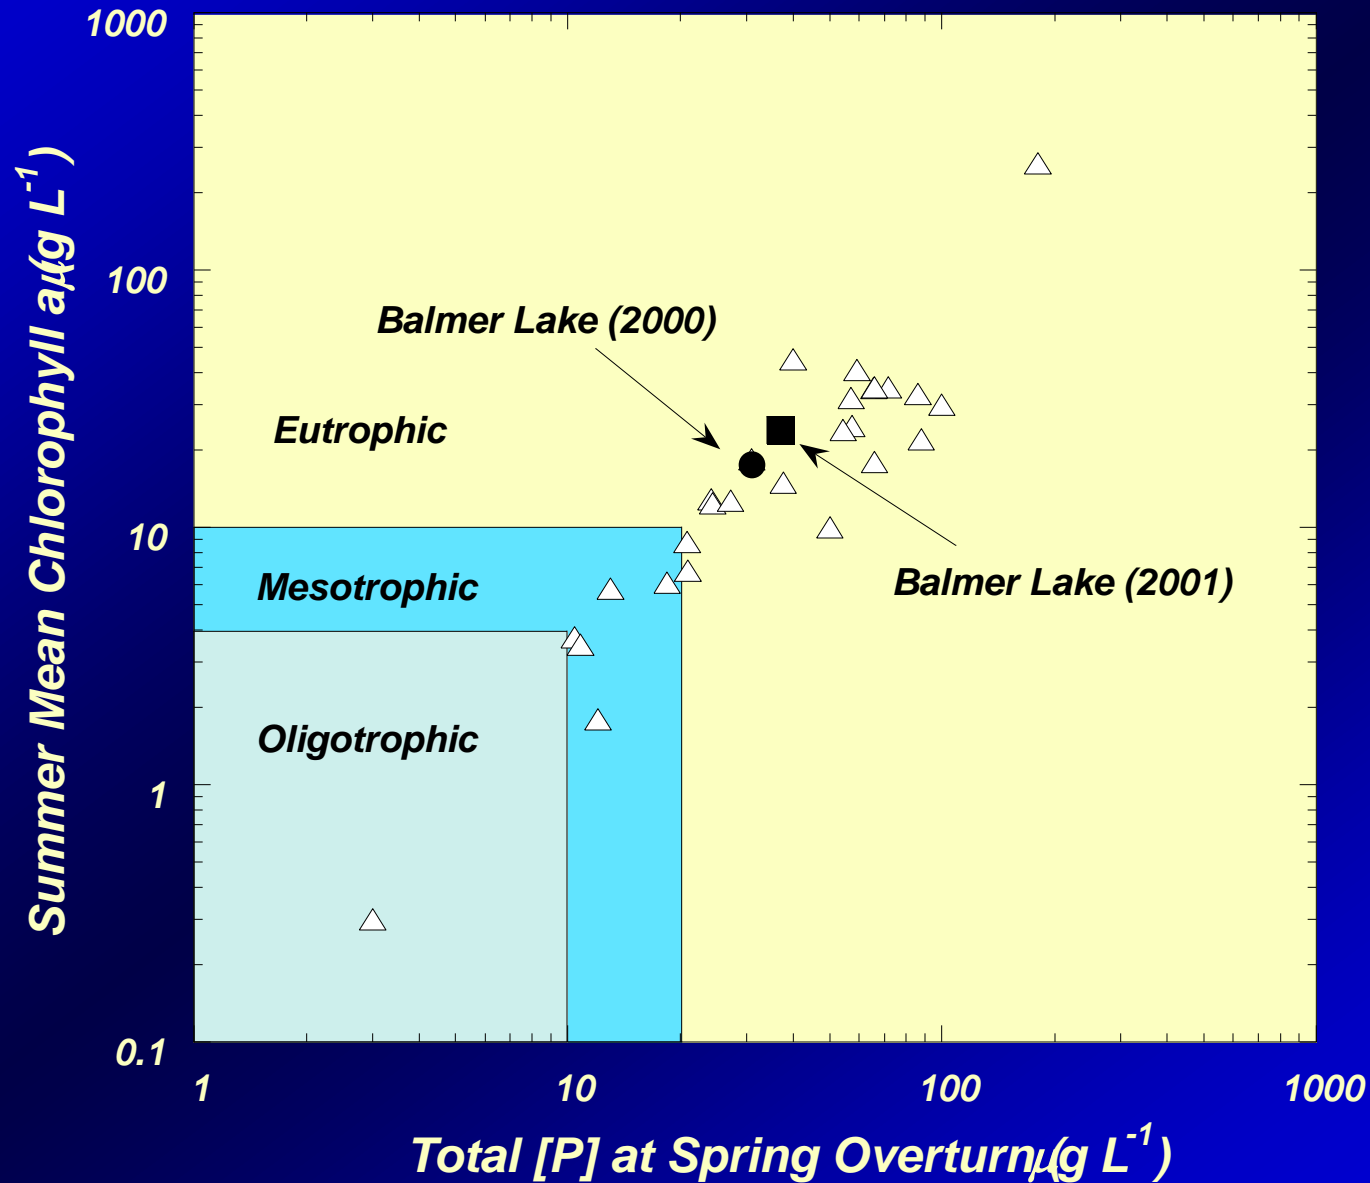 1000
100
10
1
0.1
Summer Mean Chlorophyll a(μg L-1)
Balmer Lake (2000)
Eutrophic
Mesotrophic
Balmer Lake (2001)
Oligotrophic
1 10 100 1000
Total [P] at Spring Overturn(μg L-1)